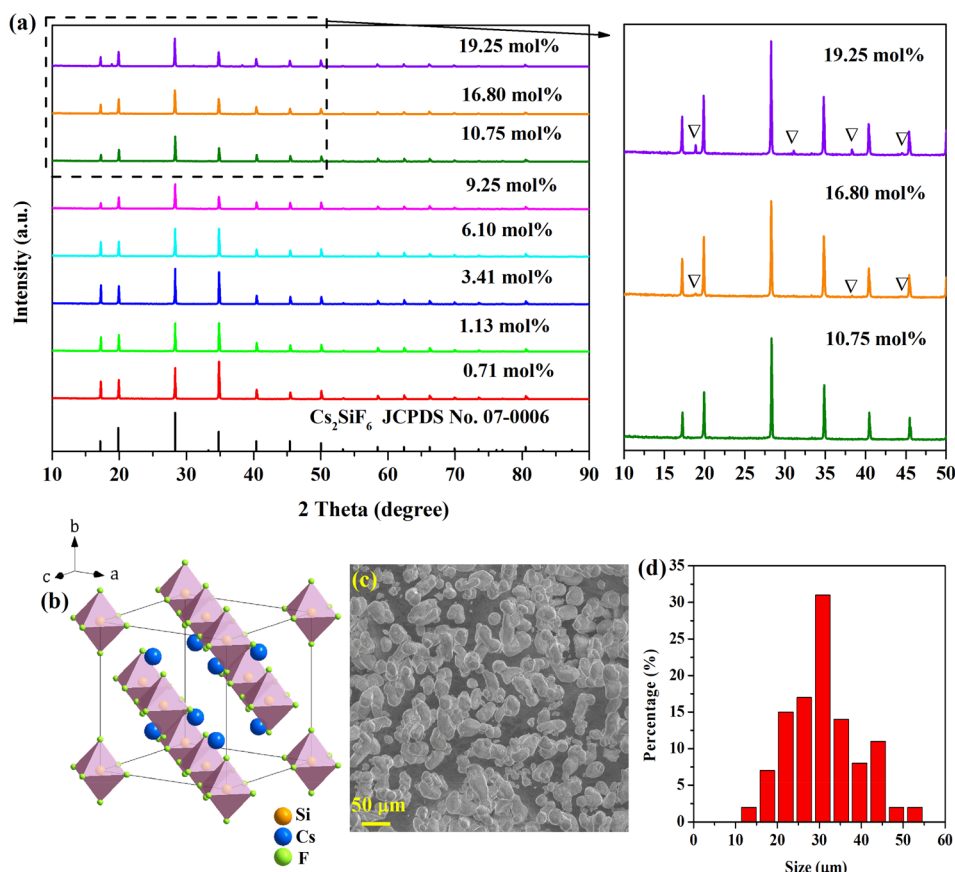 (a)
19.25 mol%
16.80 mol%
10.75 mol%
9.25 mol%
6.10 mol%
3.41 mol%
1.13 mol%
0.71 mol%
Cs₂SiF₆ JCPDS No. 07-0006
Intensity (a.u.)
10 20 30 40 50 60 70 80 90
2 Theta (degree)
19.25 mol%
∇ ∇ ∇ ∇
16.80 mol%
∇ ∇ ∇
10.75 mol%
10 15 20 25 30 35 40 45 50
b
c a
(b)
Si
Cs
F
(c)
50 μm
(d)
35
30
25
20
15
10
5
0
Percentage (%)
0 10 20 30 40 50 60
Size (μm)